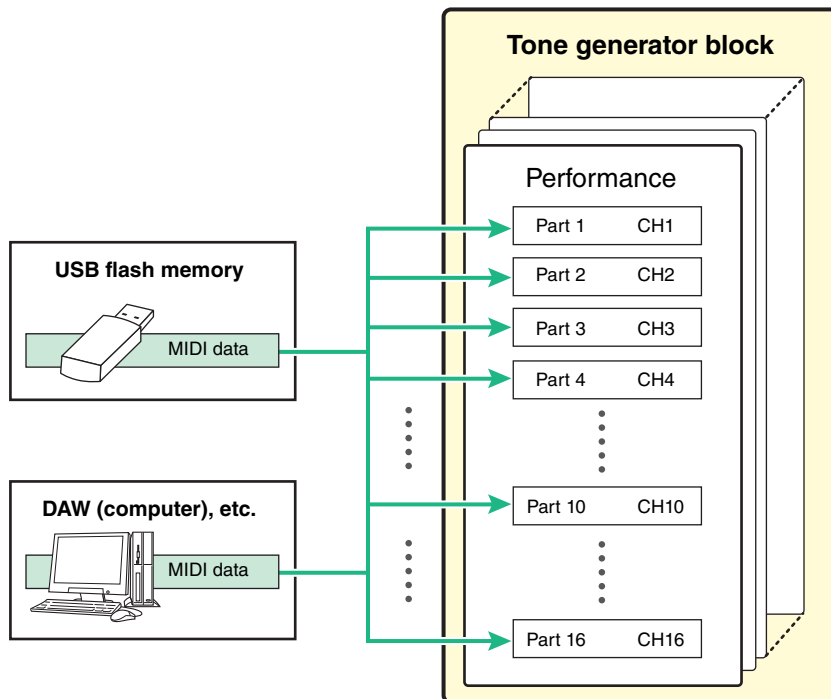 Tone generator block
Performance
Part 1 CH1
Part 2 CH2
Part 3 CH3
Part 4 CH4
Part 10 CH10
Part 16 CH16
USB flash memory
MIDI data
DAW (computer), etc.
MIDI data